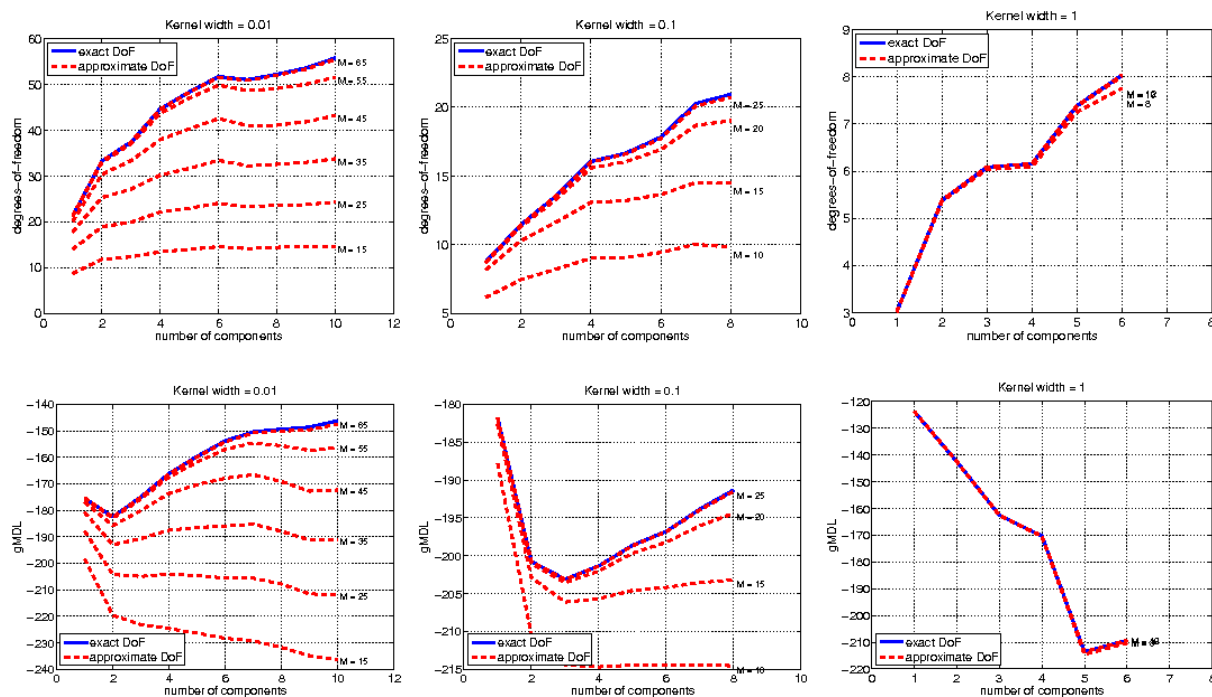 Kernel width = 0.01
60
50
40
30
20
10
0
degrees-of-freedom
exact DoF
approximate DoF
M = 65
M = 55
M = 45
M = 35
M = 25
M = 15
0 2 4 6 8 10 12
number of components
Kernel width = 0.1
25
20
15
10
5
degrees-of-freedom
exact DoF
approximate DoF
M = 25
M = 20
M = 15
M = 10
0 2 4 6 8 10
number of components
Kernel width = 1
9
8
7
6
5
4
3
degrees-of-freedom
exact DoF
approximate DoF
M = 8
0 1 2 3 4 5 6 7 8
number of components
Kernel width = 0.01
-140
-150
-160
-170
-180
-190
-200
-210
-220
-230
-240
gMDL
M = 65
M = 55
M = 45
M = 35
M = 25
M = 15
exact DoF
approximate DoF
0 2 4 6 8 10 12
number of components
Kernel width = 0.1
-180
-185
-190
-195
-200
-205
-210
-215
gMDL
M = 25
M = 20
M = 15
M = 10
exact DoF
approximate DoF
0 2 4 6 8 10
number of components
Kernel width = 1
-120
-130
-140
-150
-160
-170
-180
-190
-200
-210
-220
gMDL
exact DoF
approximate DoF
0 1 2 3 4 5 6 7 8
number of components